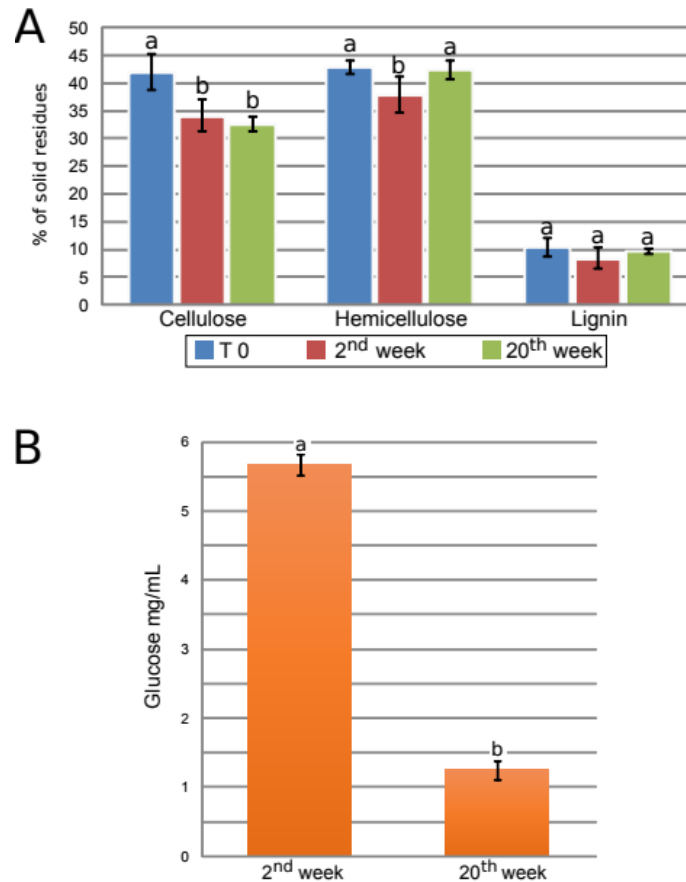 A
% of solid residues
50
45
40
35
30
25
20
15
10
5
0
a
b
b
a
b
a
a
a
a
Cellulose
Hemicellulose
Lignin
T 0
2nd week
20th week
B
Glucose mg/mL
6
5
4
3
2
1
0
a
b
2nd week
20th week